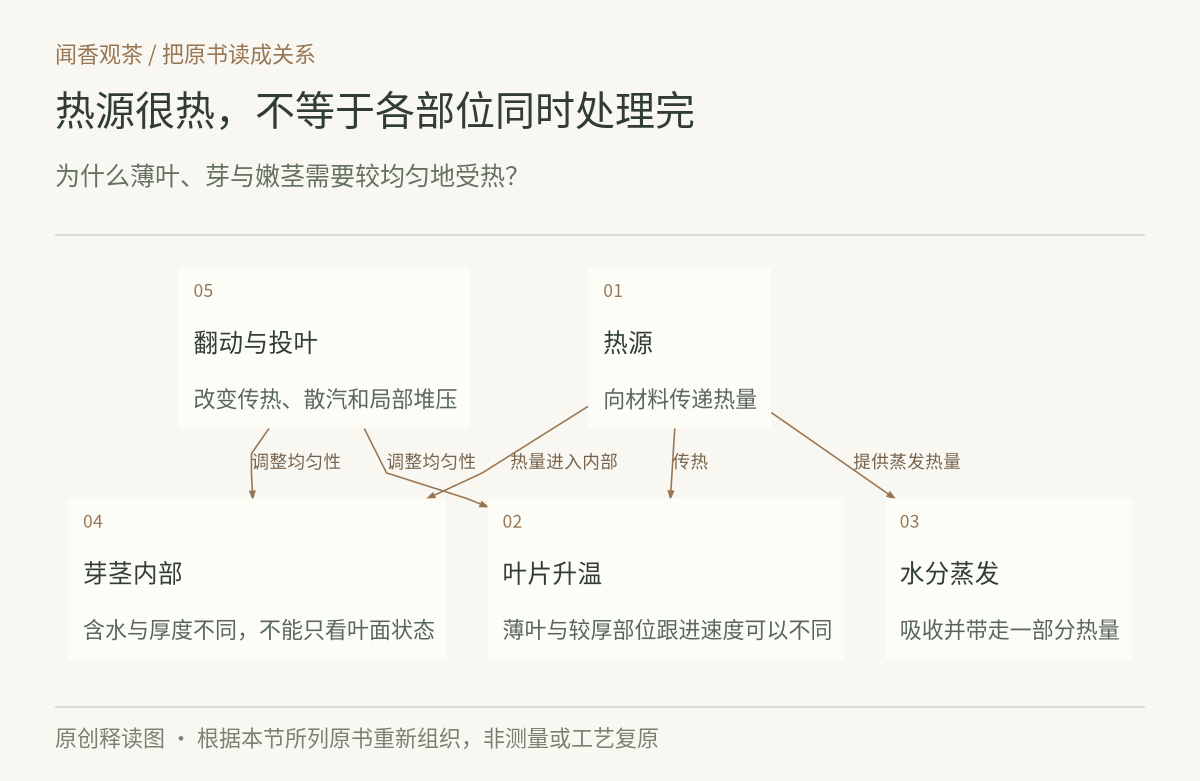 闻香观茶 / 把原书读成关系
热源很热，不等于各部位同时处理完
为什么薄叶、芽与嫩茎需要较均匀地受热？
05
翻动与投叶
改变传热、散汽和局部堆压
01
热源
向材料传递热量
调整均匀性
调整均匀性
热量进入内部
传热
提供蒸发热量
04
芽茎内部
含水与厚度不同，不能只看叶面状态
02
叶片升温
薄叶与较厚部位跟进速度可以不同
03
水分蒸发
吸收并带走一部分热量
原创释读图 · 根据本节所列原书重新组织，非测量或工艺复原